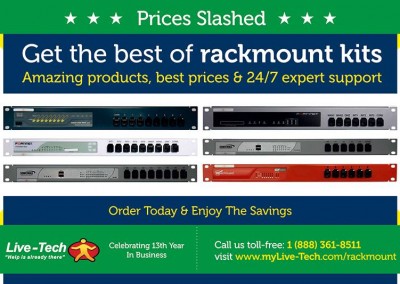 ★ ★ ★ Prices Slashed ★ ★ ★
Get the best of rackmount kits
Amazing products, best prices & 24/7 expert support
Order Today & Enjoy The Savings
Live-Tech
"Help is already there"
Celebrating 13th Year
In Business
Call us toll-free: 1 (888) 361-8511
visit www.myLive-Tech.com/rackmount